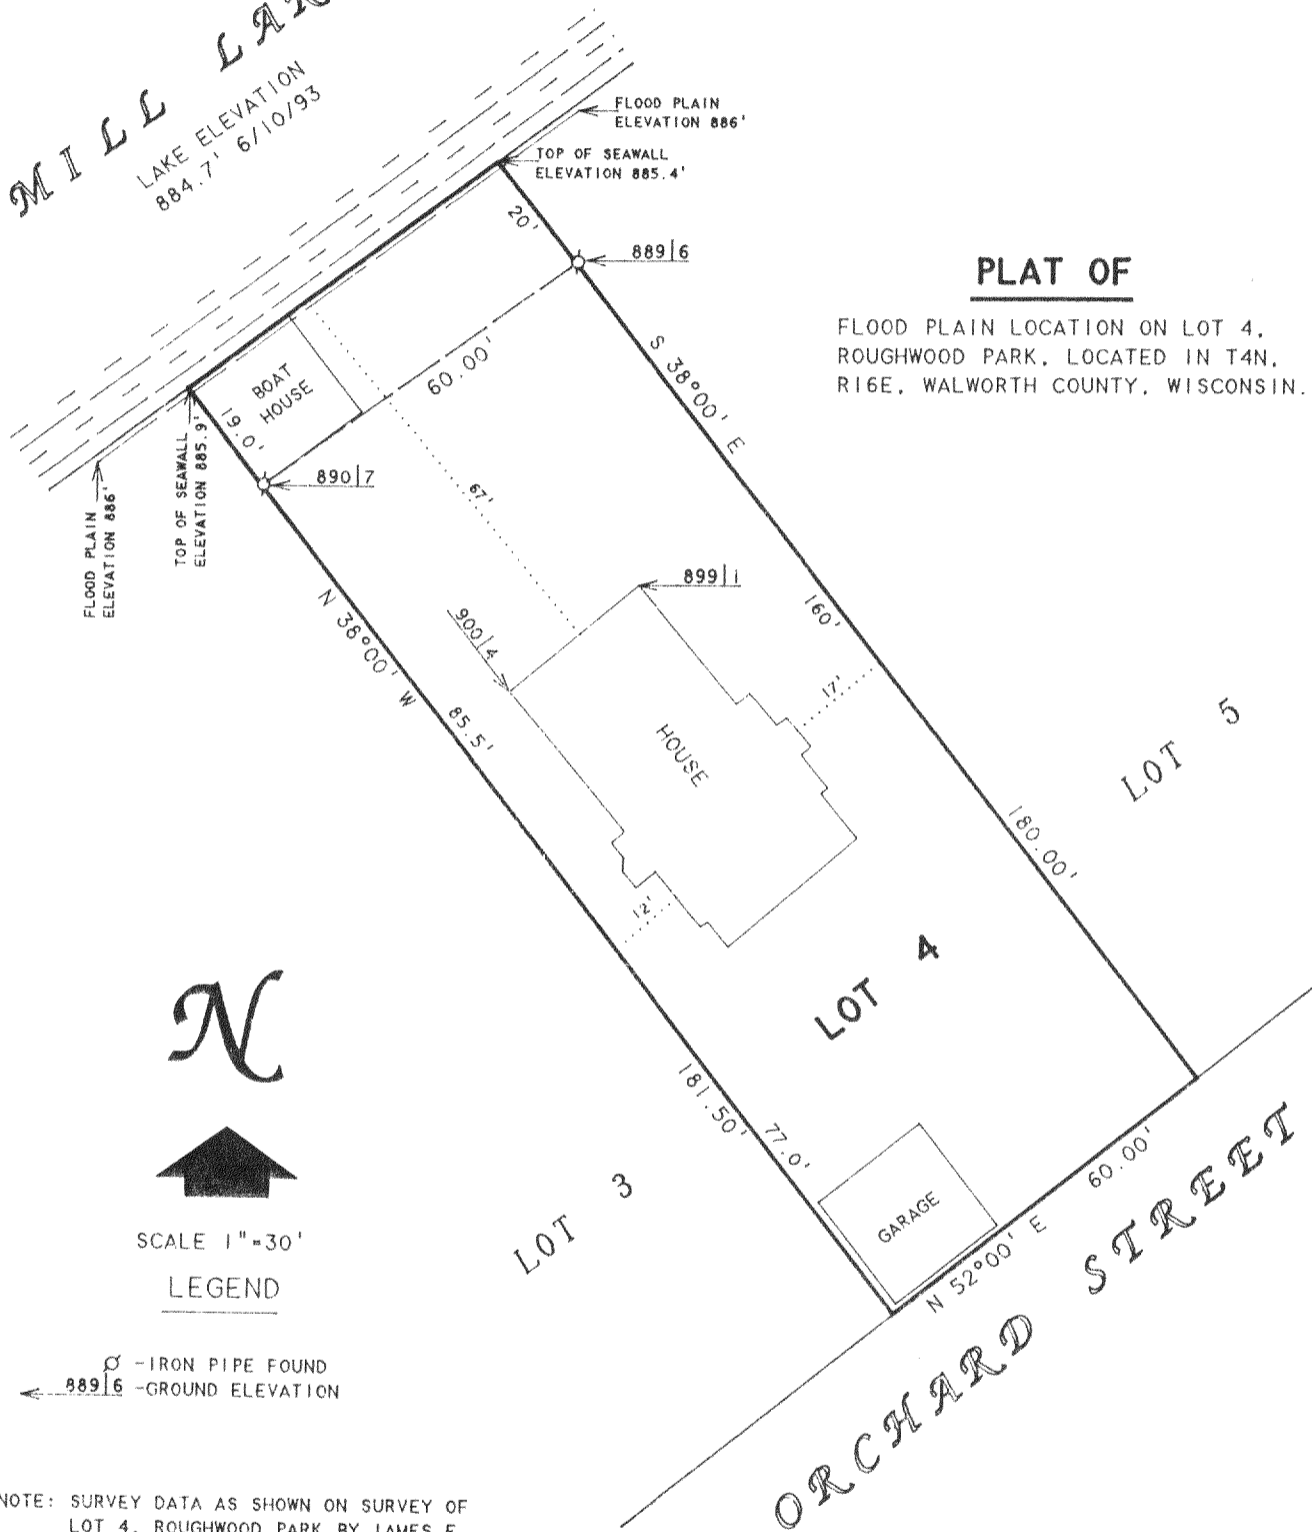 MILL
LAKE ELEVATION
884.7' 6/10/93
FLOOD PLAIN
ELEVATION 886'
TOP OF SEAWALL
ELEVATION 885.4'
20'
889|6
PLAT OF
FLOOD PLAIN LOCATION ON LOT 4,
ROUGHWOOD PARK, LOCATED IN T4N,
R16E, WALWORTH COUNTY, WISCONSIN.
S 38°00' E
BOAT
HOUSE
60.00'
19.0'
890|7
TOP OF SEAWALL
ELEVATION 885.9'
FLOOD PLAIN
ELEVATION 886'
67'
N 38°00' W
899|1
900|4
160'
17'
85.5'
HOUSE
LOT 5
180.00'
12'
LOT 4
N
181.50'
77.0'
LOT 3
GARAGE
60.00'
N 52°00' E
ORCHARD STREET
SCALE 1"=30'
LEGEND
-IRON PIPE FOUND
889|6 -GROUND ELEVATION
NOTE: SURVEY DATA AS SHOWN ON SURVEY OF
LOT 4, ROUGHWOOD PARK BY JAMES F.